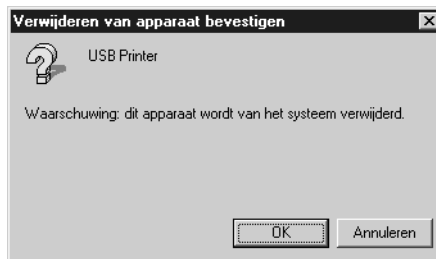 Verwijderen van apparaat bevestigen
USB Printer
Waarschuwing: dit apparaat wordt van het systeem verwijderd.
OK
Annuleren